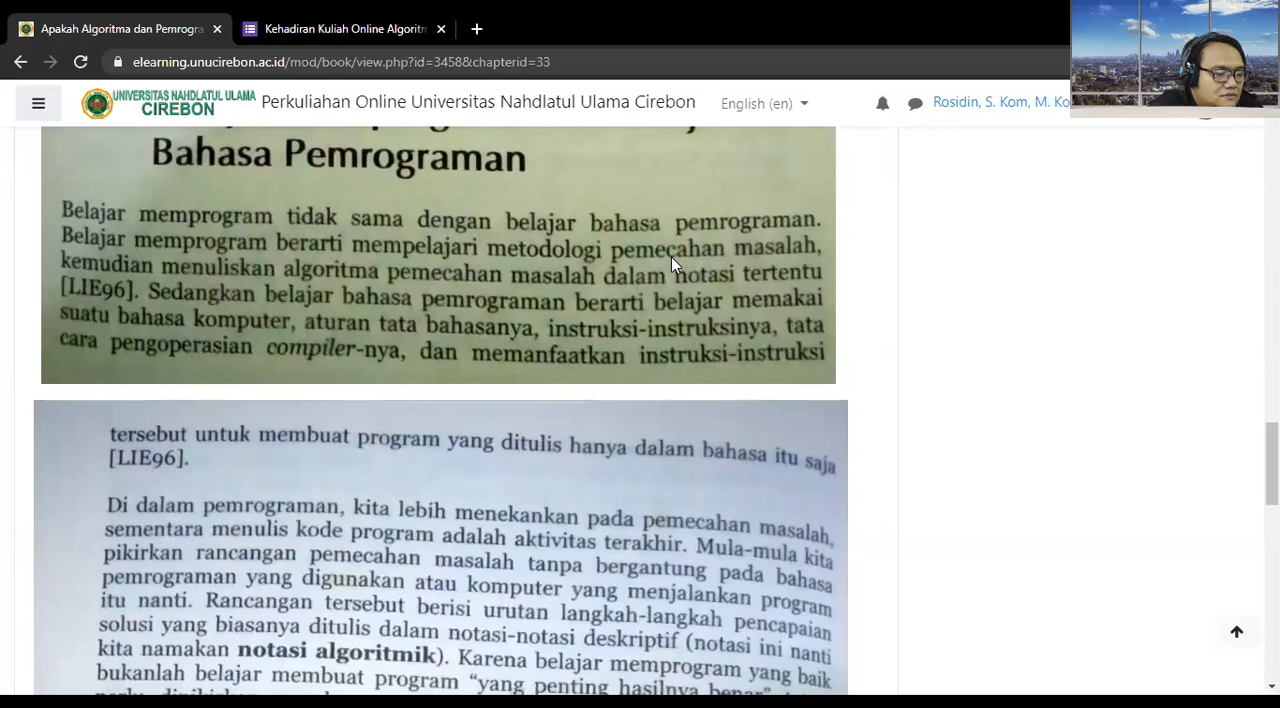 Apakah Algoritma dan Pemrogra
Kehadiran Kuliah Online Algoritm
elearning.unucirebon.ac.id/mod/book/view.php?id=3458&chapterid=33
UNIVERSITAS NAHDLATUL ULAMA
CIREBON
Perkuliahan Online Universitas Nahdlatul Ulama Cirebon
English (en)
Rosidin, S. Kom, M. Ko
Bahasa Pemrograman
Belajar memprogram tidak sama dengan belajar bahasa pemrograman.
Belajar memprogram berarti mempelajari metodologi pemecahan masalah,
kemudian menuliskan algoritma pemecahan masalah dalam notasi tertentu
[LIE96]. Sedangkan belajar bahasa pemrograman berarti belajar memakai
suatu bahasa komputer, aturan tata bahasanya, instruksi-instruksinya, tata
cara pengoperasian compiler-nya, dan memanfaatkan instruksi-instruksi
tersebut untuk membuat program yang ditulis hanya dalam bahasa itu saja
[LIE96].
Di dalam pemrograman, kita lebih menekankan pada pemecahan masalah,
sementara menulis kode program adalah aktivitas terakhir. Mula-mula kita
pikirkan rancangan pemecahan masalah tanpa bergantung pada bahasa
pemrograman yang digunakan atau komputer yang menjalankan program
itu nanti. Rancangan tersebut berisi urutan langkah-langkah pencapaian
solusi yang biasanya ditulis dalam notasi-notasi deskriptif (notasi ini nanti
kita namakan notasi algoritmik). Karena belajar memprogram yang baik
bukanlah belajar membuat program "yang penting hasilnya benar"